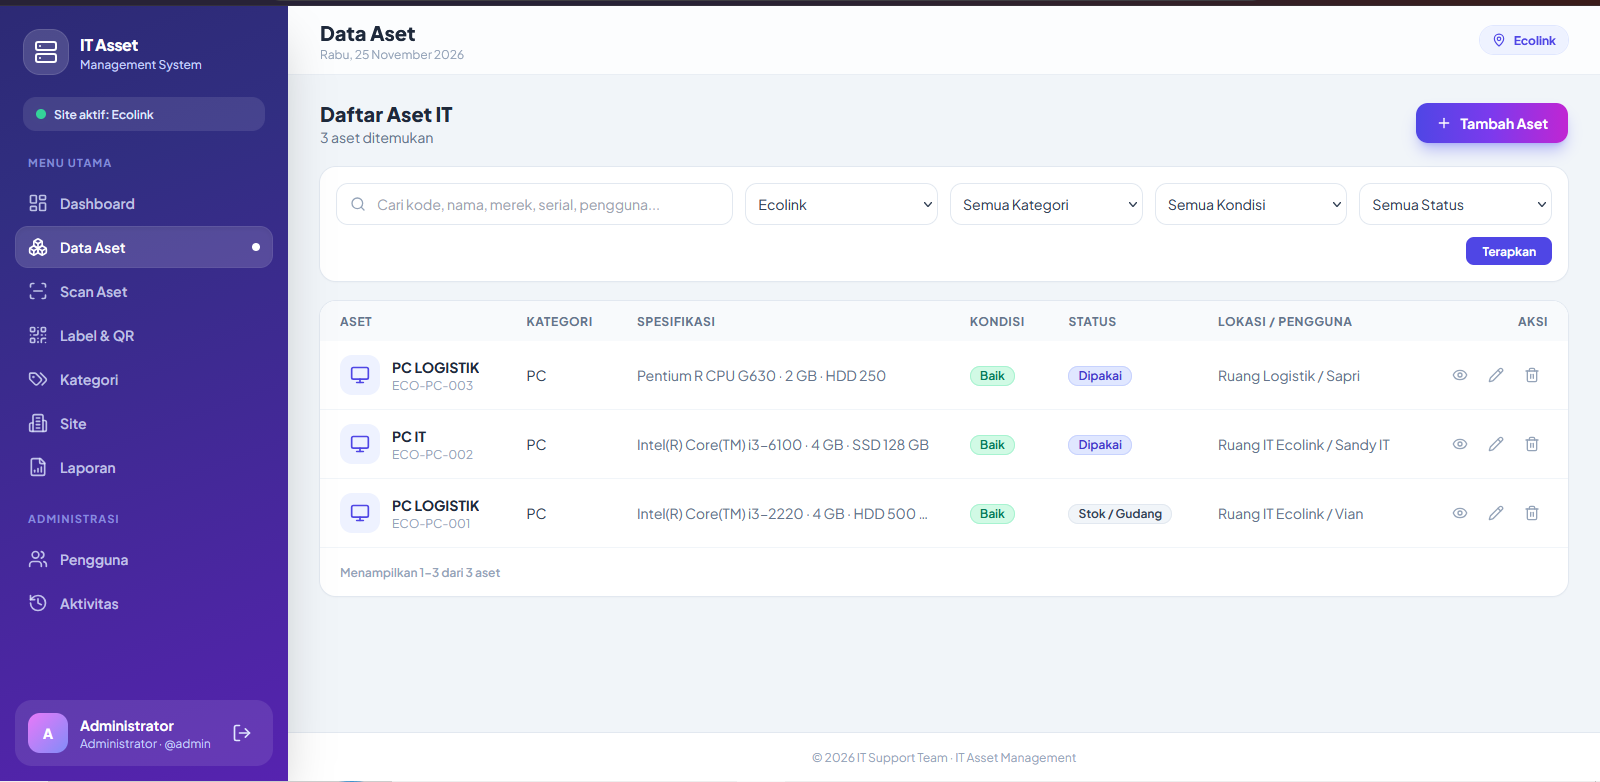 IT Asset
Management System
Site aktif: Ecolink
MENU UTAMA
Dashboard
Data Aset
Scan Aset
Label & QR
Kategori
Site
Laporan
ADMINISTRASI
Pengguna
Aktivitas
A
Administrator
Administrator · @admin
Data Aset
Rabu, 25 November 2026
Ecolink
Daftar Aset IT
3 aset ditemukan
+ Tambah Aset
Cari kode, nama, merek, serial, pengguna...
Ecolink
Semua Kategori
Semua Kondisi
Semua Status
Terapkan
ASET KATEGORI SPESIFIKASI KONDISI STATUS LOKASI / PENGGUNA AKSI
PC LOGISTIK
ECO-PC-003
PC
Pentium R CPU G630 · 2 GB · HDD 250
Baik
Dipakai
Ruang Logistik / Sapri
PC IT
ECO-PC-002
PC
Intel(R) Core(TM) i3-6100 · 4 GB · SSD 128 GB
Baik
Dipakai
Ruang IT Ecolink / Sandy IT
PC LOGISTIK
ECO-PC-001
PC
Intel(R) Core(TM) i3-2220 · 4 GB · HDD 500 ...
Baik
Stok / Gudang
Ruang IT Ecolink / Vian
Menampilkan 1–3 dari 3 aset
© 2026 IT Support Team · IT Asset Management